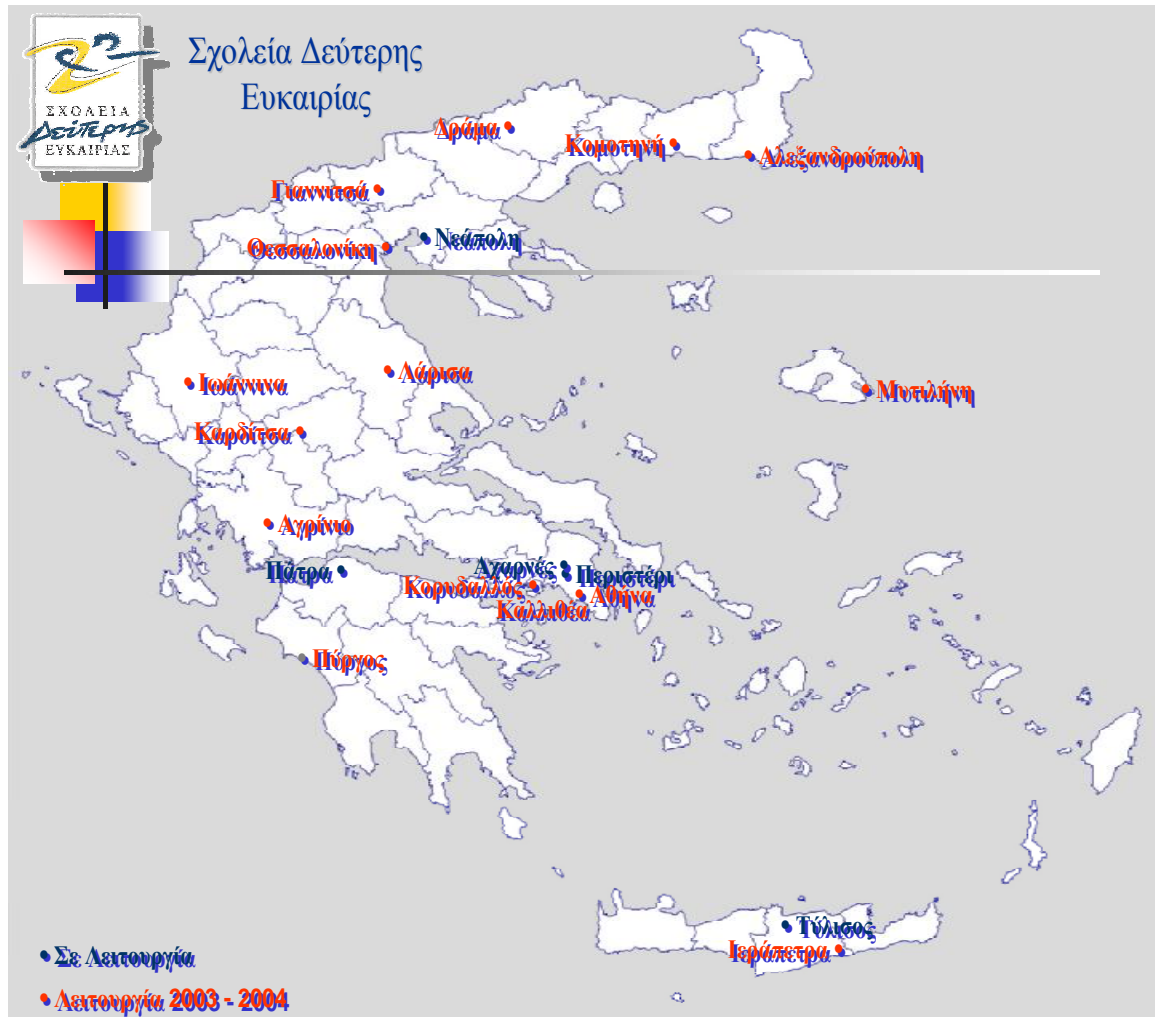 ΣΧΟΛΕΙΑ
Δεύτερης
ΕΥΚΑΙΡΙΑΣ
Σχολεία Δεύτερης
Ευκαιρίας
Δράμα
Κομοτηνή
Αλεξανδρούπολη
Γιαννιτσά
Νεάπολη
Θεσσαλονίκη
Λάρισα
Ιωάννινα
Μυτιλήνη
Καρδίτσα
Αγρίνιο
Αχαρνές
Πάτρα
Περιστέρι
Κορυδαλλός
Αθήνα
Καλλιθέα
Πύργος
Τύλισος
Ιεράπετρα
Σε Λειτουργία
Λειτουργία 2003 - 2004